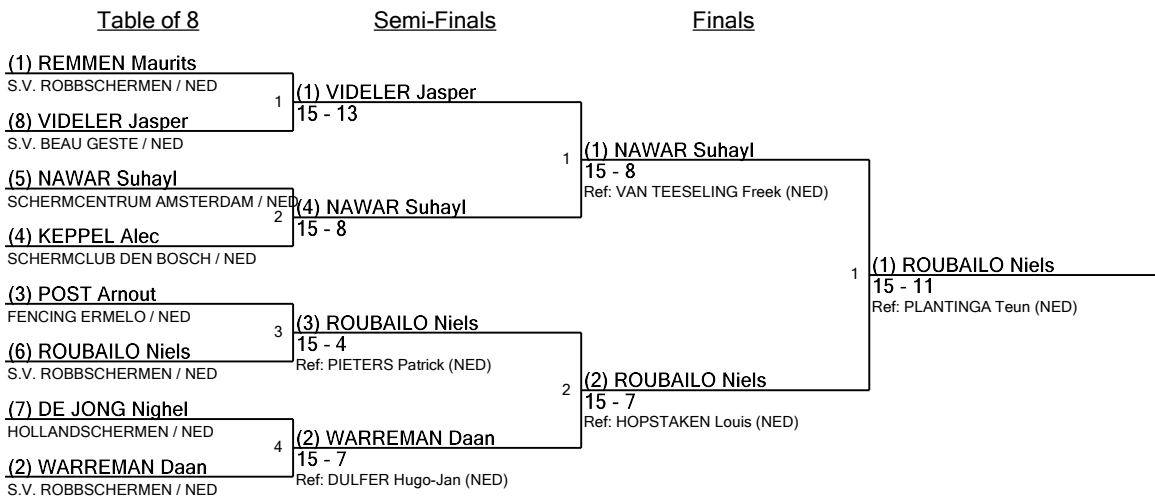 Table of 8
Semi-Finals
Finals
(1) REMMEN Maurits
S.V. ROBBSCHERMEN / NED
1
(8) VIDELER Jasper
S.V. BEAU GESTE / NED
(5) NAWAR Suhayl
SCHERMCENTRUM AMSTERDAM / NED
2
(4) KEPPEL Alec
SCHERMCLUB DEN BOSCH / NED
(3) POST Arnout
FENCING ERMELO / NED
3
(6) ROUBAILO Niels
S.V. ROBBSCHERMEN / NED
(7) DE JONG Nighel
HOLLANDSCHERMEN / NED
4
(2) WARREMAN Daan
S.V. ROBBSCHERMEN / NED
(1) VIDELER Jasper
15 - 13
1
(4) NAWAR Suhayl
15 - 8
(3) ROUBAILO Niels
15 - 4
Ref: PIETERS Patrick (NED)
2
(2) WARREMAN Daan
15 - 7
Ref: DULFER Hugo-Jan (NED)
(1) NAWAR Suhayl
15 - 8
Ref: VAN TEESELING Freek (NED)
1
(2) ROUBAILO Niels
15 - 7
Ref: HOPSTAKEN Louis (NED)
(1) ROUBAILO Niels
15 - 11
Ref: PLANTINGA Teun (NED)